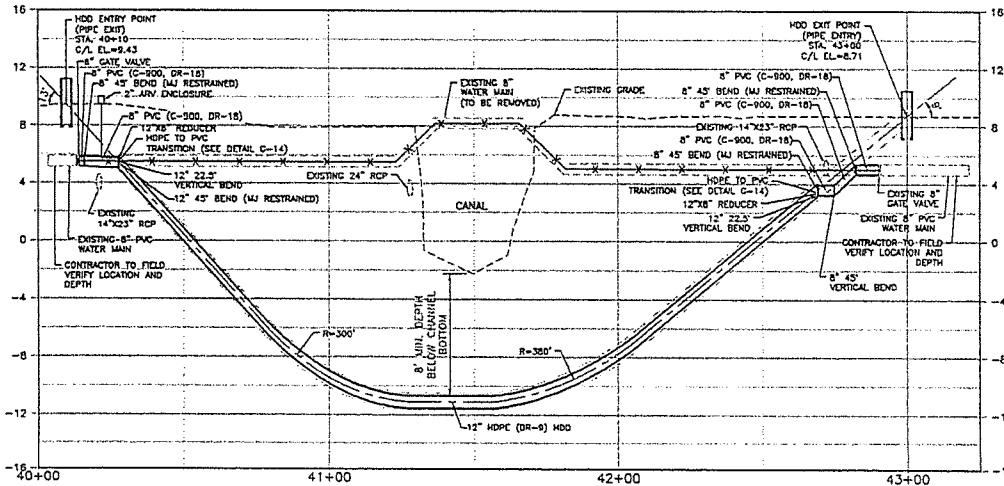 16
12
8
4
0
-4
-8
-12
-16
40+00
41+00
42+00
43+00
16
12
8
4
0
-4
-8
-12
HDD ENTRY POINT
(PIPE EXIT)
STA. 40+10
C/L EL.=9.43
8" GATE VALVE
8" PVC (C-900, DR-18)
8" 45° BEND (MJ RESTRAINED)
2" ARV ENCLOSURE
8" PVC (C-900, DR-18)
12"X8" REDUCER
HDPE TO PVC
TRANSITION (SEE DETAIL G-14)
12" 22.5°
VERTICAL BEND
12" 45° BEND (MJ RESTRAINED)
EXISTING
14"X23" RCP
EXISTING 8" PVC
WATER MAIN
CONTRACTOR TO FIELD
VERIFY LOCATION AND
DEPTH
EXISTING 8"
WATER MAIN
(TO BE REMOVED)
EXISTING GRADE
EXISTING 24" RCP
CANAL
8' MIN. DEPTH
BELOW CHANNEL
BOTTOM
R=300'
R=380'
12" HDPE (DR-9) HDD
HDD EXIT POINT
(PIPE ENTRY)
STA. 43+00
C/L EL.=8.71
8" PVC (C-900, DR-18)
8" 45° BEND (MJ RESTRAINED)
8" PVC (C-900, DR-18)
EXISTING 14"X23" RCP
8" PVC (C-900, DR-18)
8" 45° BEND (MJ RESTRAINED)
HDPE TO PVC
TRANSITION (SEE DETAIL G-14)
12"X8" REDUCER
12" 22.5°
VERTICAL BEND
EXISTING 8"
GATE VALVE
EXISTING 8" PVC
WATER MAIN
CONTRACTOR TO FIELD
VERIFY LOCATION AND
DEPTH
8" 45°
VERTICAL BEND